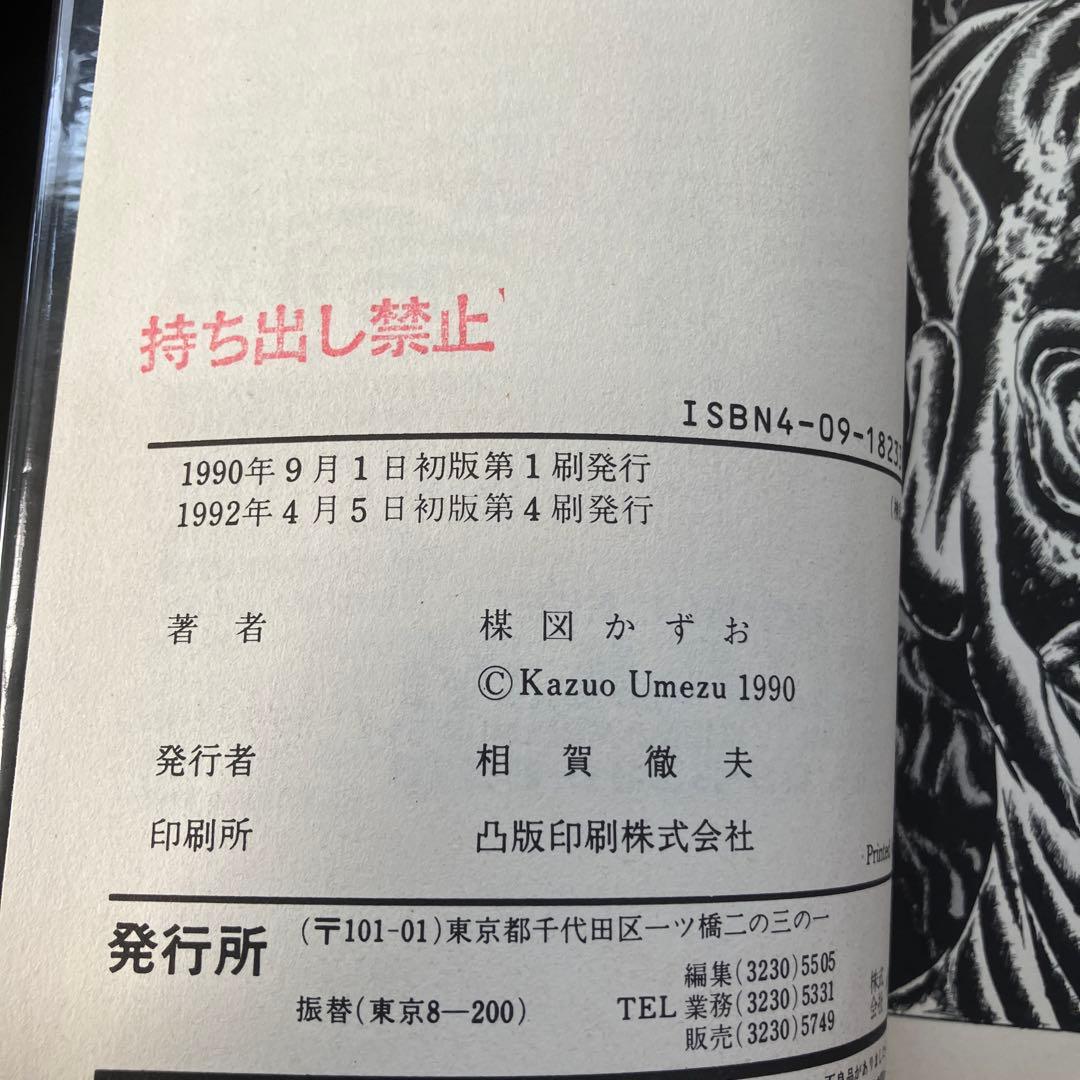 持ち出し禁止
ISBN4-09-1823
1990年9月1日初版第1刷発行
1992年4月5日初版第4刷発行
著者 楳図かずお
©Kazuo Umezu 1990
発行者 相賀徹夫
印刷所 凸版印刷株式会社
Printed
発行所 (〒101-01)東京都千代田区一ツ橋二の三の一
編集(3230)5505
振替(東京8—200) TEL 業務(3230)5331
販売(3230)5749
株式会社